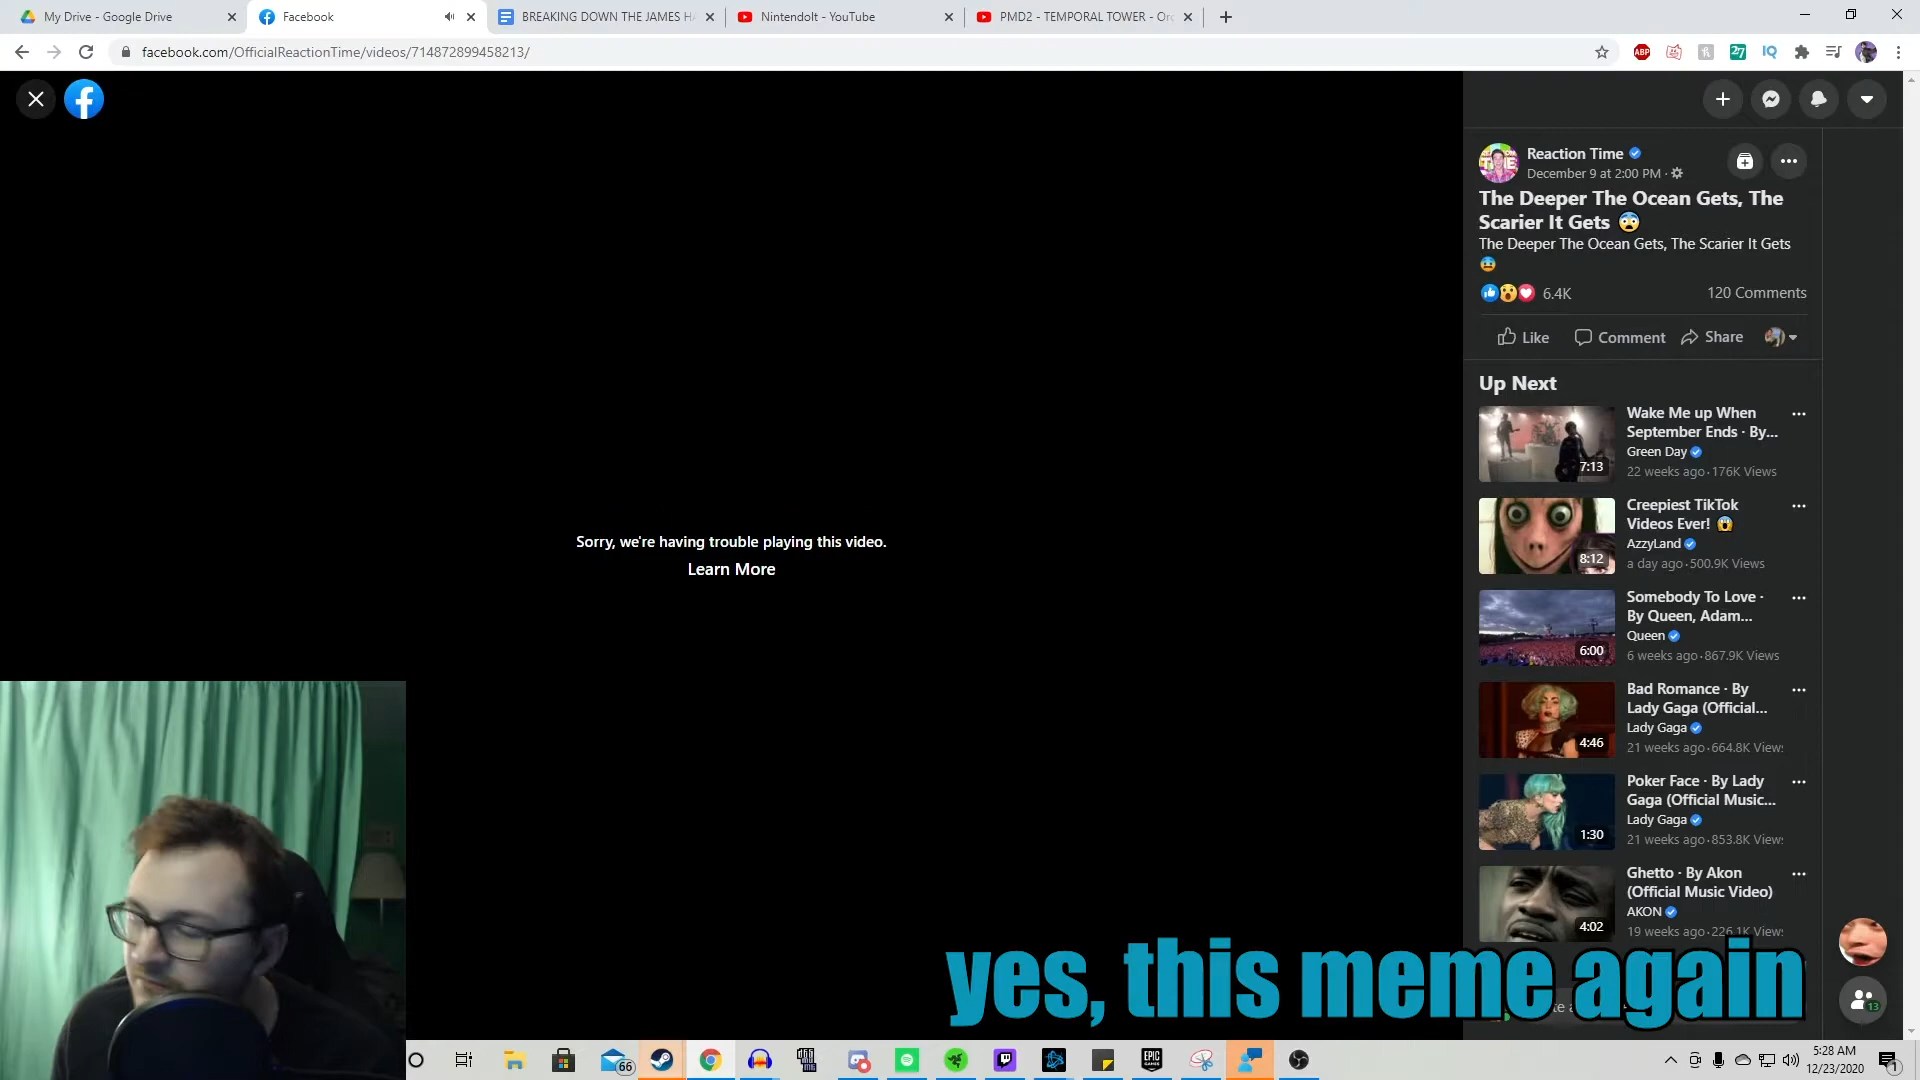 My Drive - Google Drive
Facebook
BREAKING DOWN THE JAMES
NintendoIt - YouTube
PMD2 - TEMPORAL TOWER -
facebook.com/OfficialReactionTime/videos/714872899458213/
ABP
27
IQ
Reaction Time
December 9 at 2:00 PM ·
The Deeper The Ocean Gets, The
Scarier It Gets 😨
The Deeper The Ocean Gets, The Scarier It Gets
😰
6.4K
120 Comments
Like
Comment
Share
Up Next
7:13
Wake Me up When
September Ends · By...
Green Day
22 weeks ago · 176K Views
8:12
Creepiest TikTok
Videos Ever! 😱
AzzyLand
a day ago · 500.9K Views
Sorry, we're having trouble playing this video.
Learn More
6:00
Somebody To Love ·
By Queen, Adam...
Queen
6 weeks ago · 867.9K Views
4:46
Bad Romance · By
Lady Gaga (Official...
Lady Gaga
21 weeks ago · 664.8K Views
1:30
Poker Face · By Lady
Gaga (Official Music...
Lady Gaga
21 weeks ago · 853.8K Views
4:02
Ghetto · By Akon
(Official Music Video)
AKON
19 weeks ago · 226.1K Views
yes, this meme again
13
66
EPIC
GAMES
5:28 AM
12/23/2020
1